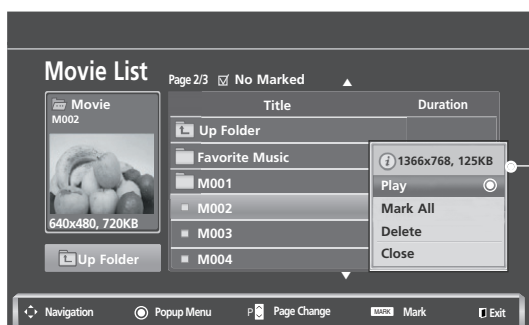 Movie List
Page 2/3 No Marked
Movie
M002
640x480, 720KB
Up Folder
Title Duration
Up Folder
Favorite Music
M001
M002
M003
M004
1366x768, 125KB
Play
Mark All
Delete
Close
Navigation Popup Menu P Page Change MARK Mark Exit